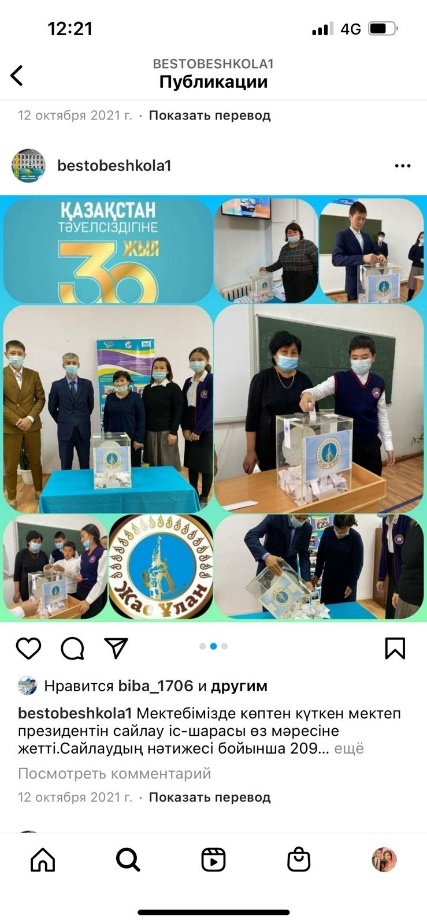 12:21
4G
BESTOBESHKOLA1
Публикации
12 октября 2021 г. · Показать перевод
bestobeshkola1
ҚАЗАҚСТАН
ТӘУЕЛСІЗДІГІНЕ
30 ЖЫЛ
Жас Ұлан
Нравится biba_1706 и другим
bestobeshkola1 Мектебімізде көптен күткен мектеп
президентін сайлау іс-шарасы өз мәресіне
жетті.Сайлаудың нәтижесі бойынша 209... ещё
Посмотреть комментарий
12 октября 2021 г. · Показать перевод